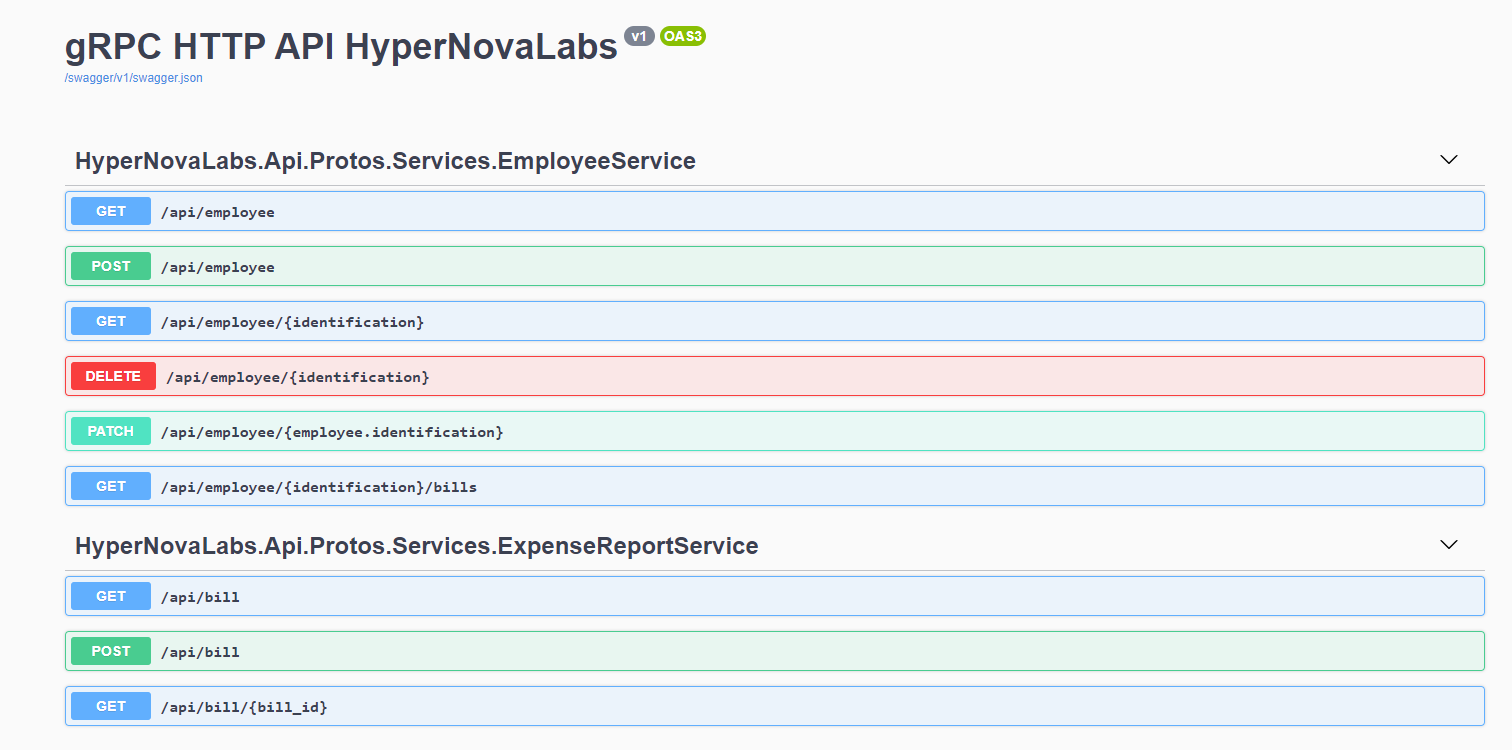 gRPC HTTP API HyperNovaLabs v1 OAS3
/swagger/v1/swagger.json
HyperNovaLabs.Api.Protos.Services.EmployeeService
GET /api/employee
POST /api/employee
GET /api/employee/{identification}
DELETE /api/employee/{identification}
PATCH /api/employee/{employee.identification}
GET /api/employee/{identification}/bills
HyperNovaLabs.Api.Protos.Services.ExpenseReportService
GET /api/bill
POST /api/bill
GET /api/bill/{bill_id}